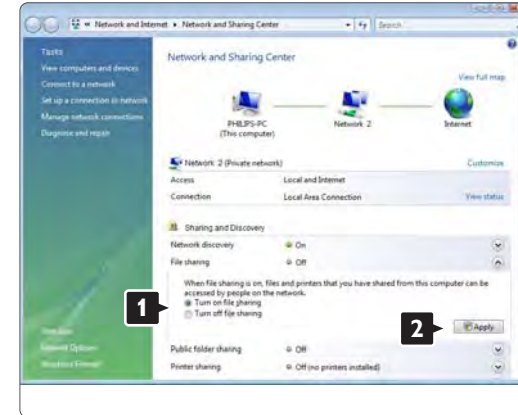 Network and Internet ▸ Network and Sharing Center
Search
Tasks
View computers and devices
Connect to a network
Set up a connection or network
Manage network connections
Diagnose and repair
Network and Sharing Center
View full map
PHILIPS-PC
(This computer)
Network 2
Internet
Network 2 (Private network)
Customize
Access
Local and Internet
Connection
Local Area Connection
View status
Sharing and Discovery
Network discovery
On
File sharing
Off
When file sharing is on, files and printers that you have shared from this computer can be
accessed by people on the network.
1
Turn on file sharing
Turn off file sharing
2
Apply
Public folder sharing
Off
Printer sharing
Off (no printers installed)
See also
Internet Options
Windows Firewall